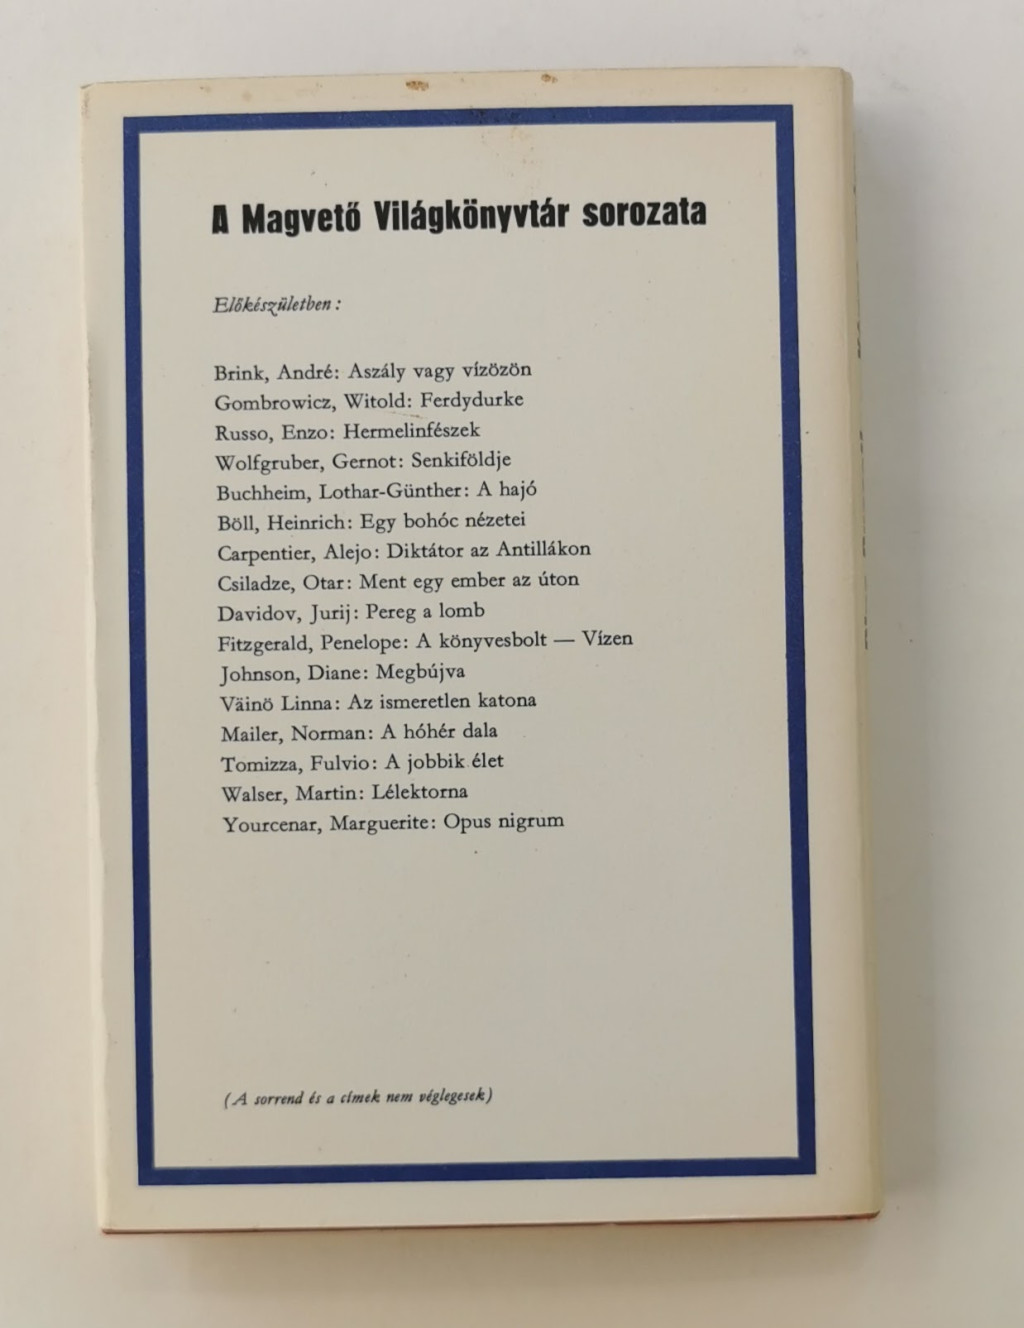 A Magvető Világkönyvtár sorozata
Előkészületben:
Brink, André: Aszály vagy vízözön
Gombrowicz, Witold: Ferdydurke
Russo, Enzo: Hermelinfészek
Wolfgruber, Gernot: Senkiföldje
Buchheim, Lothar-Günther: A hajó
Böll, Heinrich: Egy bohóc nézetei
Carpentier, Alejo: Diktátor az Antillákon
Csiladze, Otar: Ment egy ember az úton
Davidov, Jurij: Pereg a lomb
Fitzgerald, Penelope: A könyvesbolt — Vízen
Johnson, Diane: Megbújva
Väinö Linna: Az ismeretlen katona
Mailer, Norman: A hóhér dala
Tomizza, Fulvio: A jobbik élet
Walser, Martin: Lélektorna
Yourcenar, Marguerite: Opus nigrum
(A sorrend és a címek nem véglegesek)